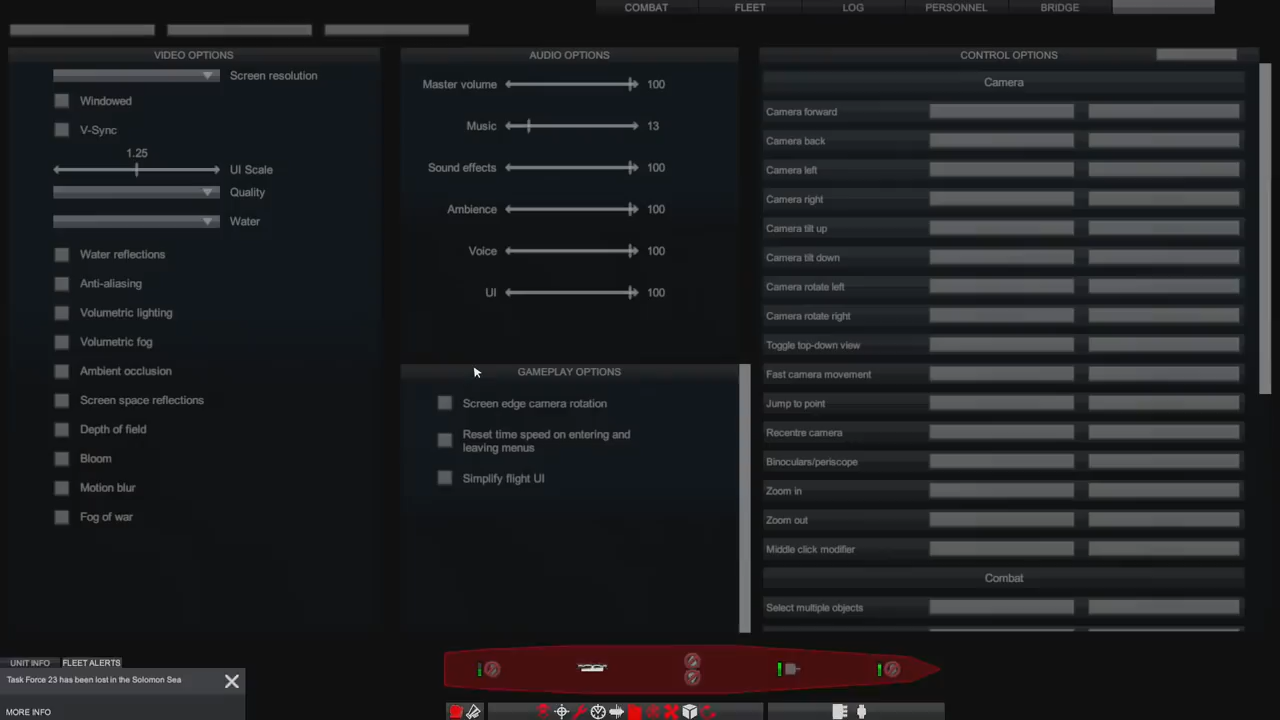 COMBAT
FLEET
LOG
PERSONNEL
BRIDGE
VIDEO OPTIONS
Screen resolution
Windowed
V-Sync
1.25
UI Scale
Quality
Water
Water reflections
Anti-aliasing
Volumetric lighting
Volumetric fog
Ambient occlusion
Screen space reflections
Depth of field
Bloom
Motion blur
Fog of war
AUDIO OPTIONS
Master volume 100
Music 13
Sound effects 100
Ambience 100
Voice 100
UI 100
GAMEPLAY OPTIONS
Screen edge camera rotation
Reset time speed on entering and
leaving menus
Simplify flight UI
CONTROL OPTIONS
Camera
Camera forward
Camera back
Camera left
Camera right
Camera tilt up
Camera tilt down
Camera rotate left
Camera rotate right
Toggle top-down view
Fast camera movement
Jump to point
Recentre camera
Binoculars/periscope
Zoom in
Zoom out
Middle click modifier
Combat
Select multiple objects
UNIT INFO
FLEET ALERTS
Task Force 23 has been lost in the Solomon Sea
MORE INFO